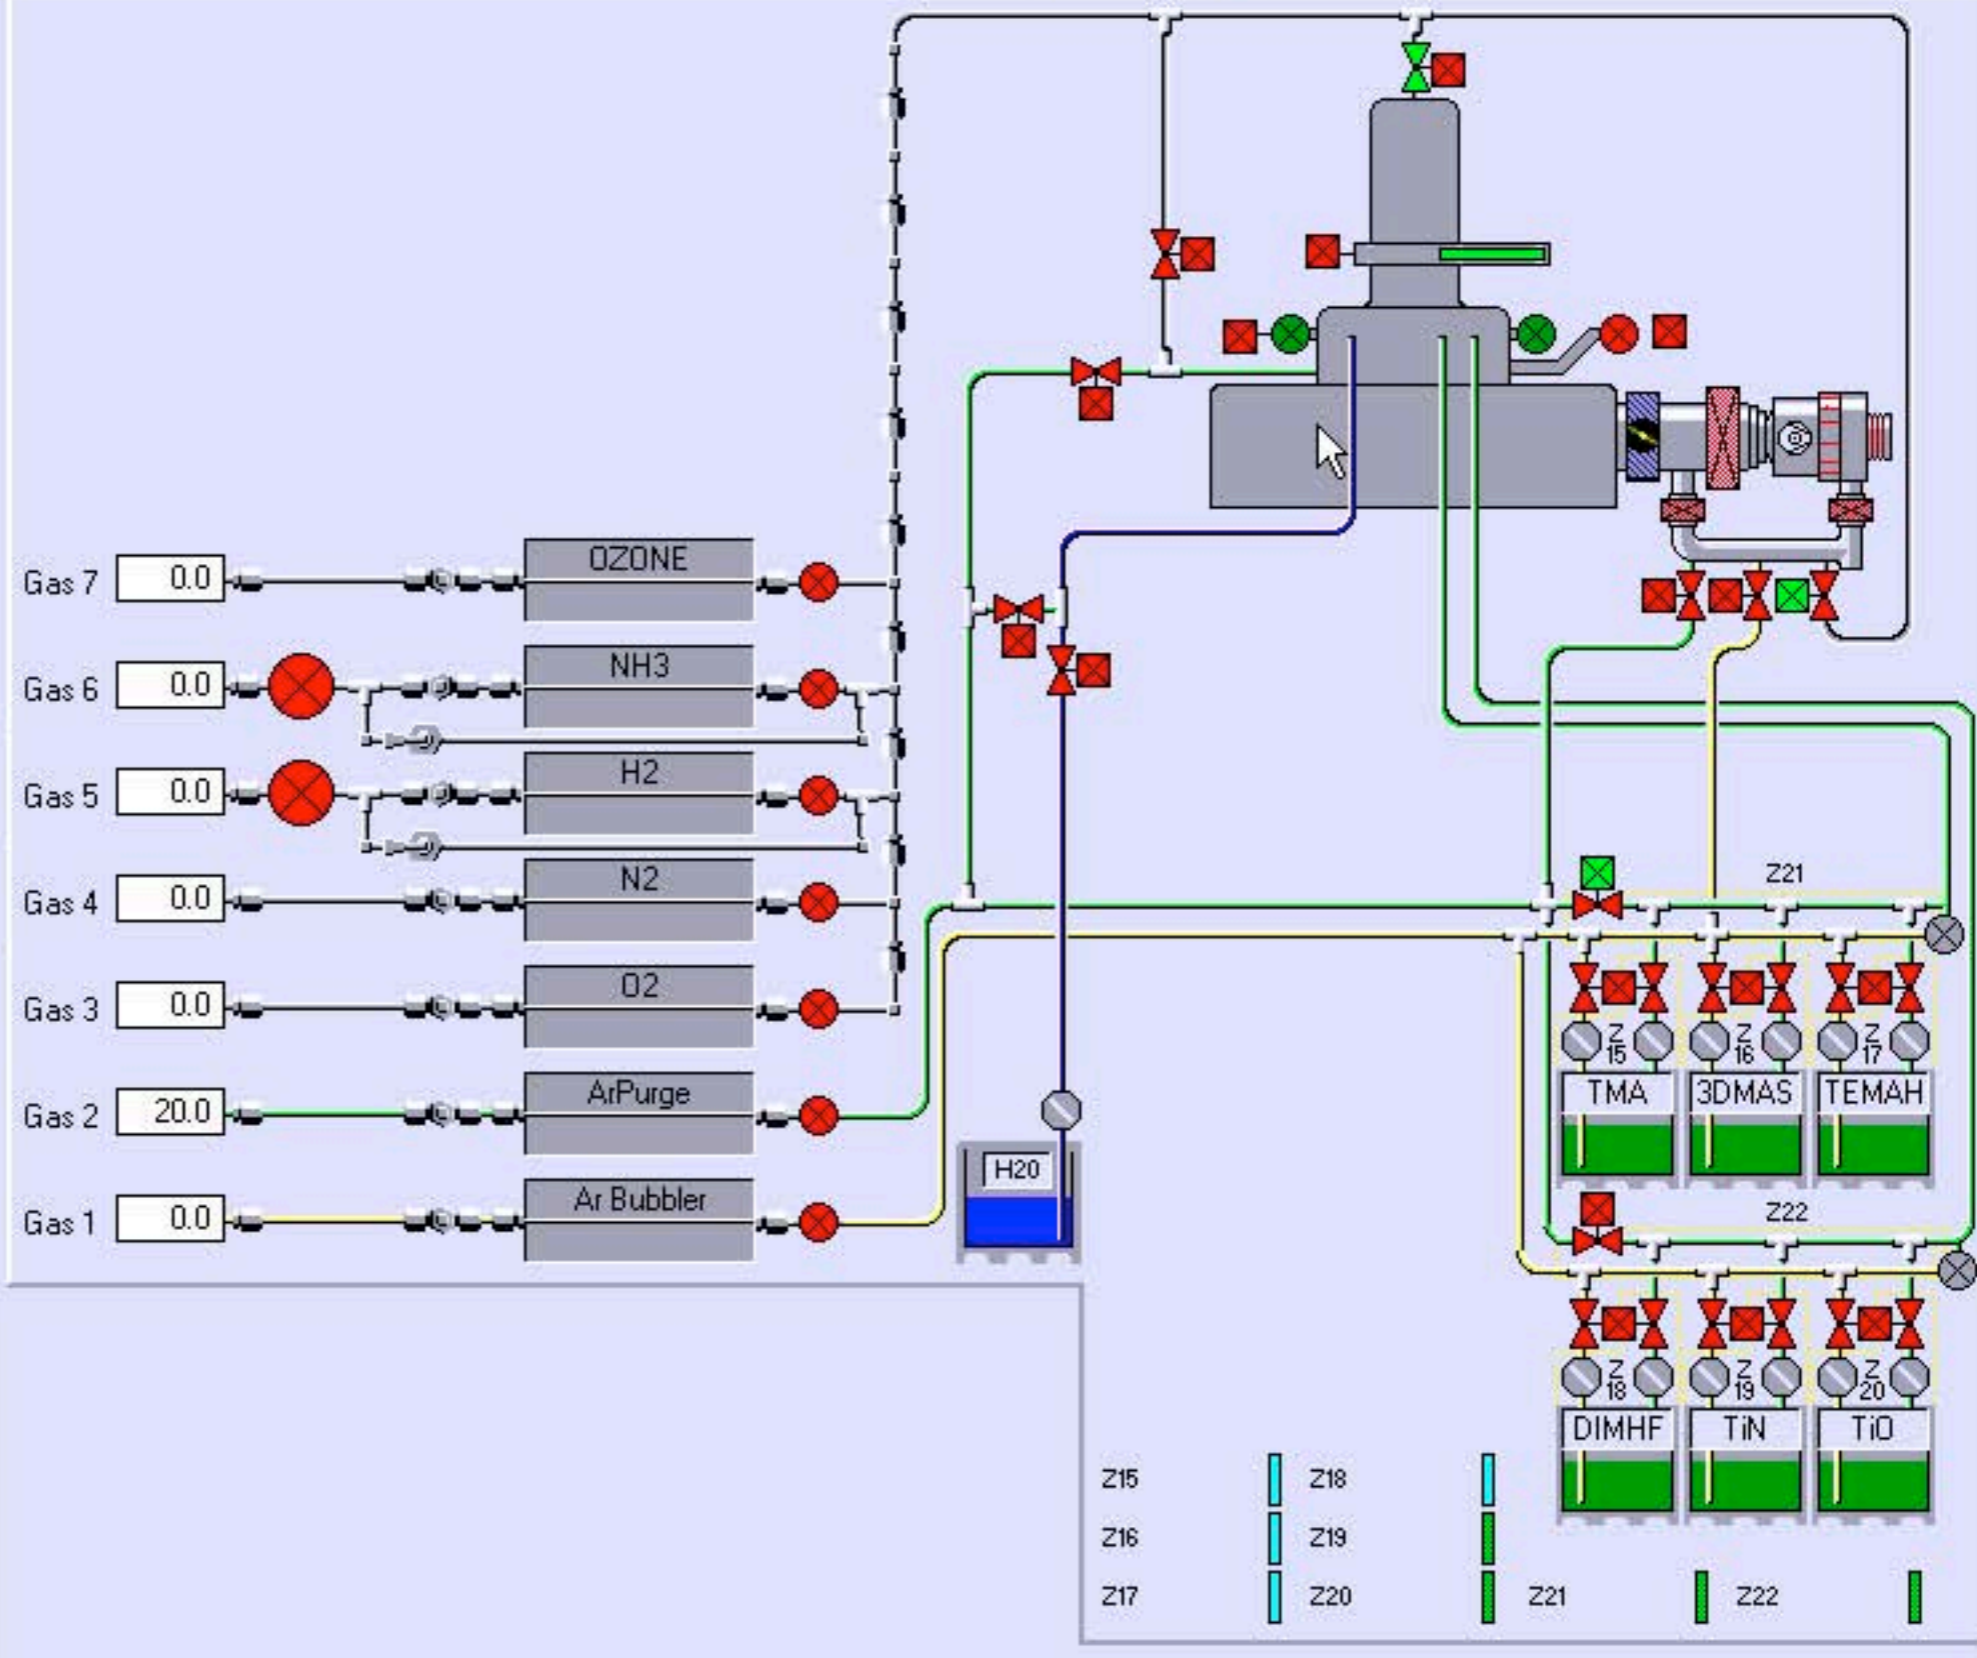 Gas 7 0.0 OZONE
Gas 6 0.0 NH3
Gas 5 0.0 H2
Gas 4 0.0 N2
Gas 3 0.0 O2
Gas 2 20.0 ArPurge
Gas 1 0.0 Ar Bubbler
H20
Z21
Z 15 Z 16 Z 17
TMA 3DMAS TEMAH
Z22
Z 18 Z 19 Z 20
DIMHF TiN TiO
Z15 Z18
Z16 Z19
Z17 Z20 Z21 Z22